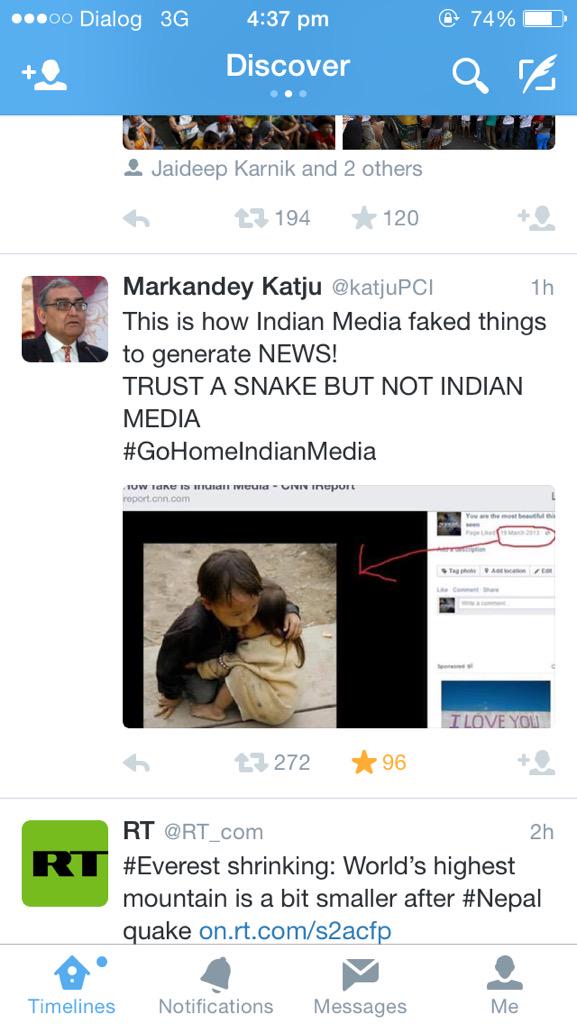 Dialog 3G 4:37 pm 74%
Discover
Jaideep Karnik and 2 others
194 120
Markandey Katju @katjuPCI 1h
This is how Indian Media faked things
to generate NEWS!
TRUST A SNAKE BUT NOT INDIAN
MEDIA
#GoHomeIndianMedia
How fake is Indian Media - CNN iReport
report.cnn.com
You are the most beautiful thi
seen
Page Liked 19 March 2013
Add a description
Tag photo Add location Edit
Like Comment Share
Write a comment...
Sponsored
I LOVE YOU
272 96
RT @RT_com 2h
RT
#Everest shrinking: World's highest
mountain is a bit smaller after #Nepal
quake on.rt.com/s2acfp
Timelines Notifications Messages Me